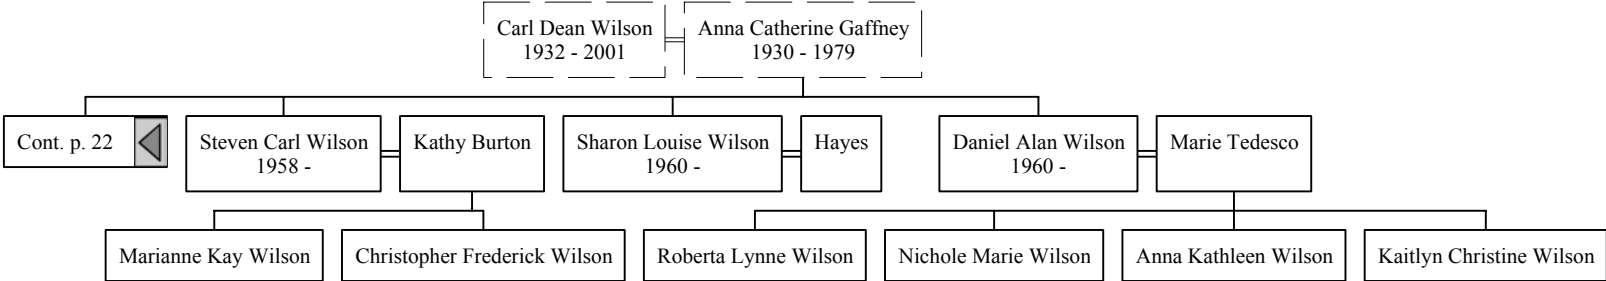 Carl Dean Wilson
1932 - 2001
Anna Catherine Gaffney
1930 - 1979
Cont. p. 22
Steven Carl Wilson
1958 -
Kathy Burton
Sharon Louise Wilson
1960 -
Hayes
Daniel Alan Wilson
1960 -
Marie Tedesco
Marianne Kay Wilson
Christopher Frederick Wilson
Roberta Lynne Wilson
Nichole Marie Wilson
Anna Kathleen Wilson
Kaitlyn Christine Wilson